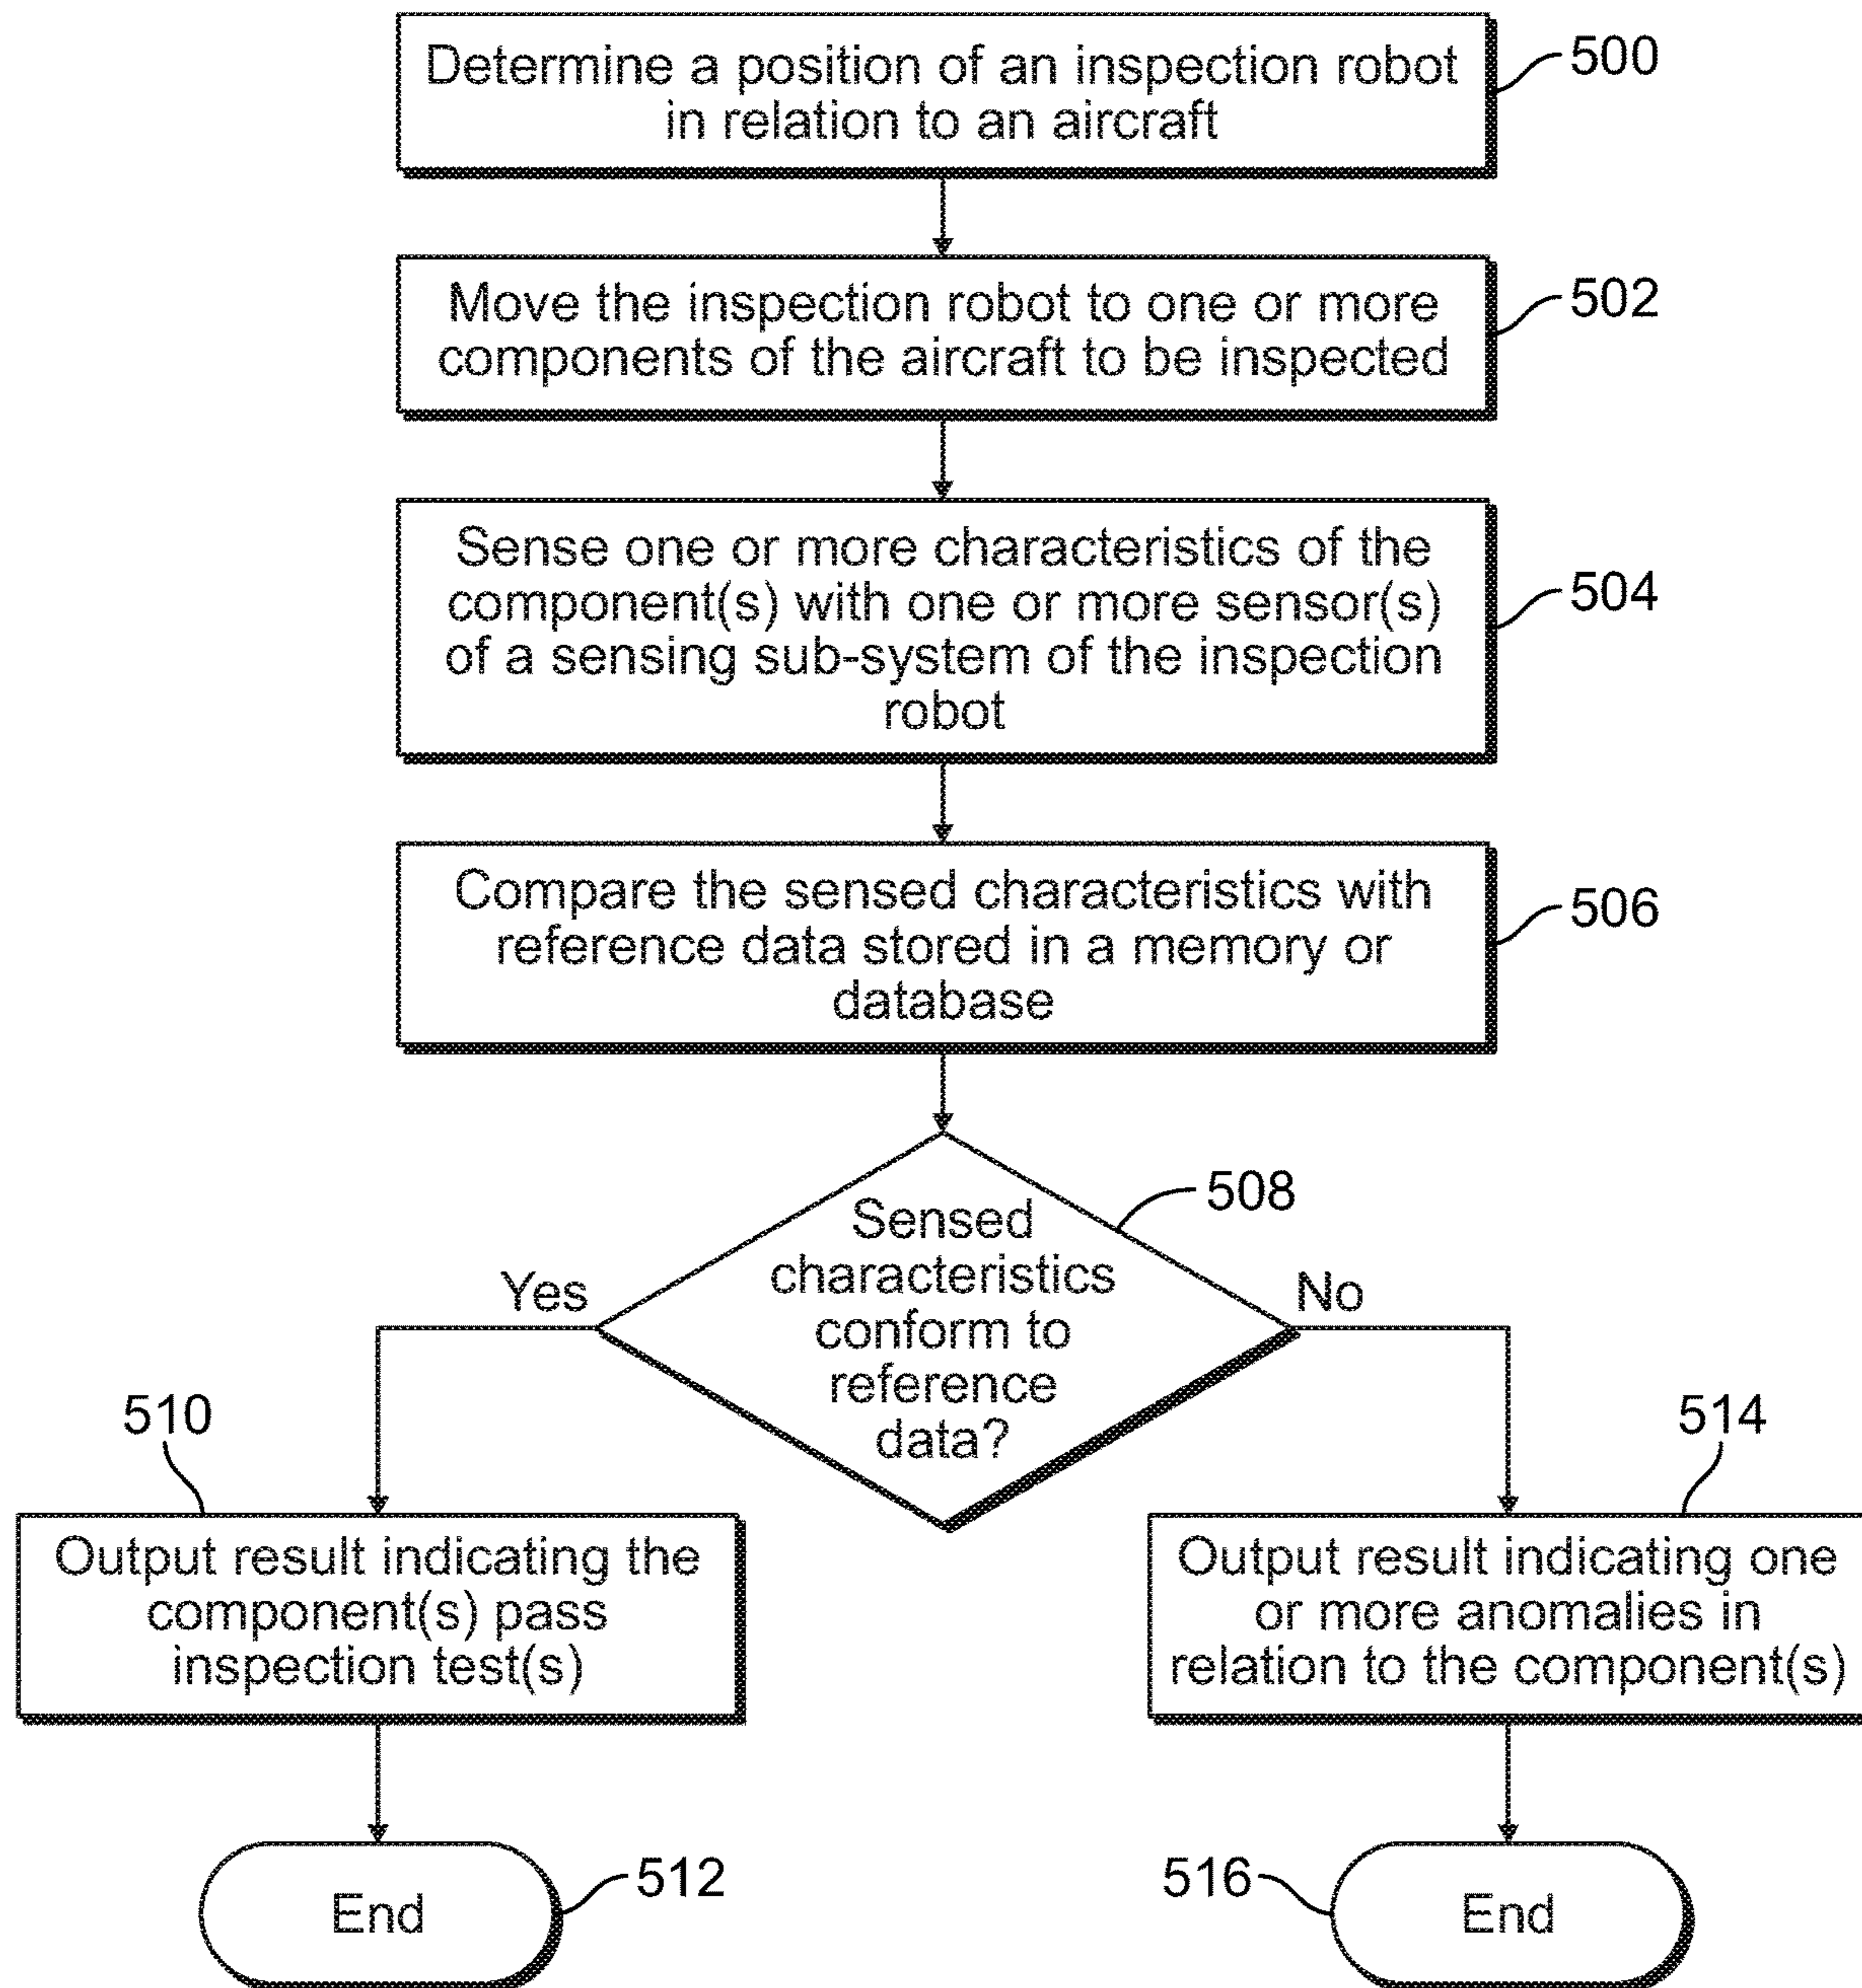 Determine a position of an inspection robot
in relation to an aircraft
500
Move the inspection robot to one or more
components of the aircraft to be inspected
502
Sense one or more characteristics of the
component(s) with one or more sensor(s)
of a sensing sub-system of the inspection
robot
504
Compare the sensed characteristics with
reference data stored in a memory or
database
506
Sensed
characteristics
conform to
reference
data?
508
Yes
No
510
Output result indicating the
component(s) pass
inspection test(s)
514
Output result indicating one
or more anomalies in
relation to the component(s)
End
512
516
End